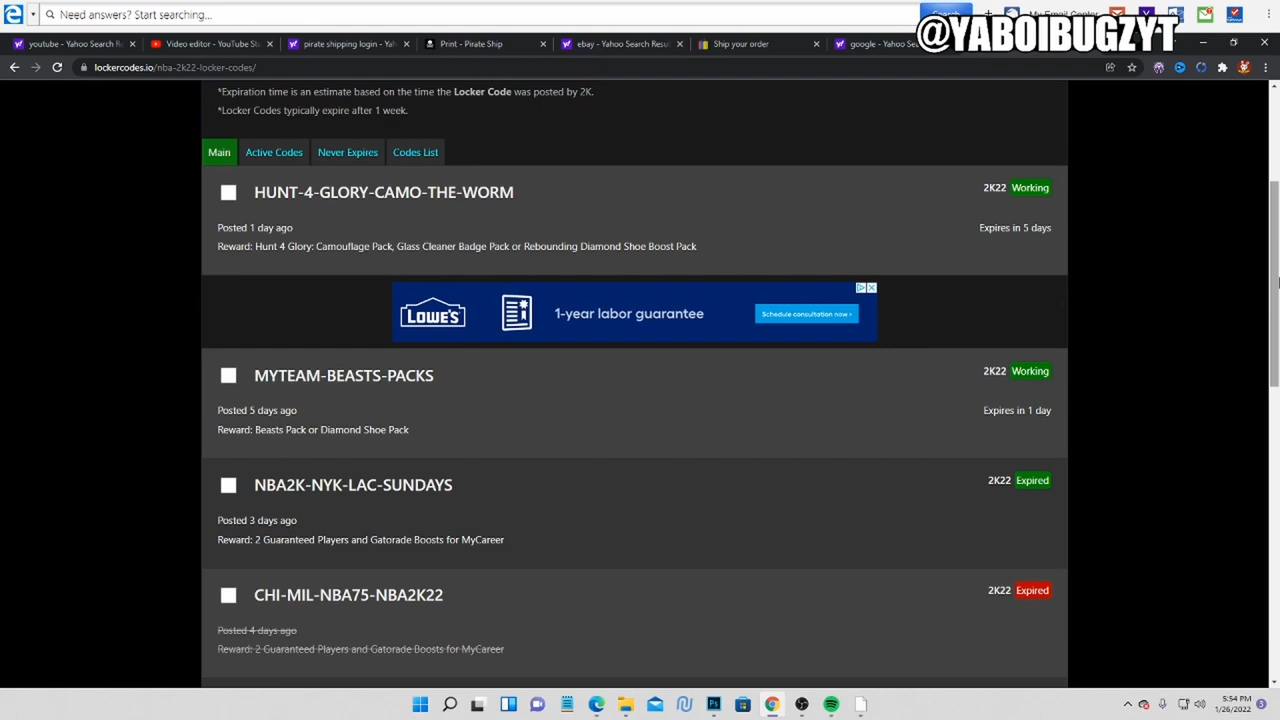 Need answers? Start searching...
Search
My Email Center
@YABOIBUGZYT
youtube - Yahoo Search R
Video editor - YouTube St
pirate shipping login - Yah
Print - Pirate Ship
ebay - Yahoo Search Resul
Ship your order
google - Yahoo Sea
lockercodes.io/nba-2k22-locker-codes/
*Expiration time is an estimate based on the time the Locker Code was posted by 2K.
*Locker Codes typically expire after 1 week.
Main Active Codes Never Expires Codes List
HUNT-4-GLORY-CAMO-THE-WORM
2K22 Working
Posted 1 day ago
Expires in 5 days
Reward: Hunt 4 Glory: Camouflage Pack, Glass Cleaner Badge Pack or Rebounding Diamond Shoe Boost Pack
LOWE'S
1-year labor guarantee
Schedule consultation now ›
MYTEAM-BEASTS-PACKS
2K22 Working
Posted 5 days ago
Expires in 1 day
Reward: Beasts Pack or Diamond Shoe Pack
NBA2K-NYK-LAC-SUNDAYS
2K22 Expired
Posted 3 days ago
Reward: 2 Guaranteed Players and Gatorade Boosts for MyCareer
CHI-MIL-NBA75-NBA2K22
2K22 Expired
Posted 4 days ago
Reward: 2 Guaranteed Players and Gatorade Boosts for MyCareer
5:54 PM
1/26/2022